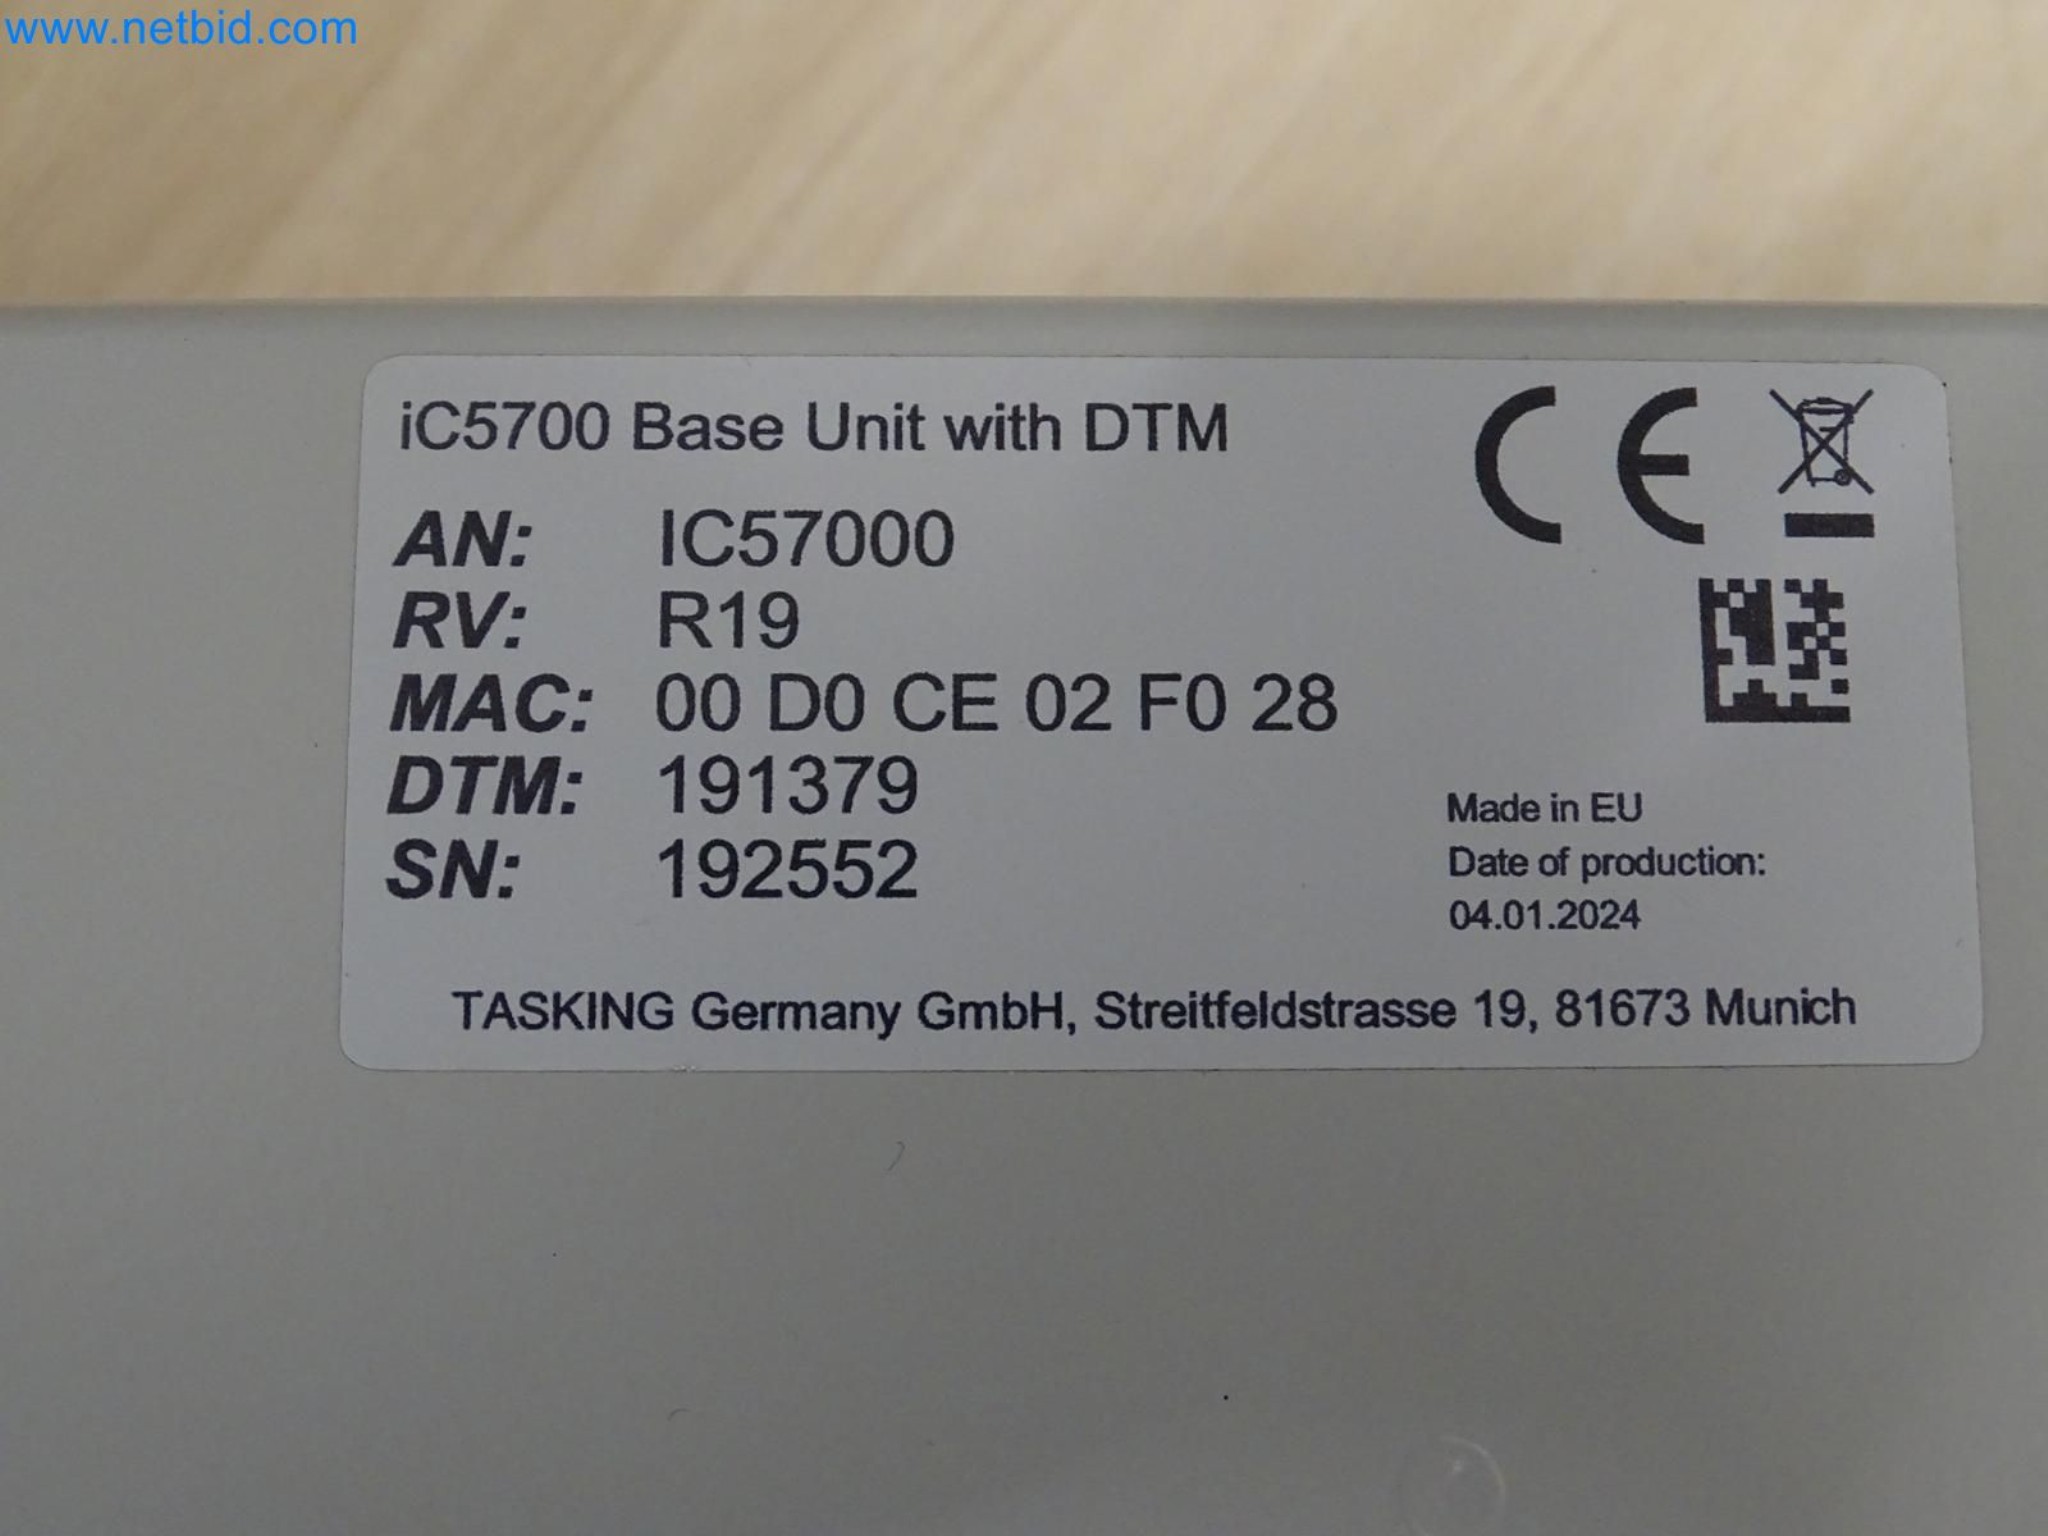 www.netbid.com
iC5700 Base Unit with DTM
AN: IC57000
RV: R19
MAC: 00 D0 CE 02 F0 28
DTM: 191379
SN: 192552
CE
Made in EU
Date of production:
04.01.2024
TASKING Germany GmbH, Streitfeldstrasse 19, 81673 Munich